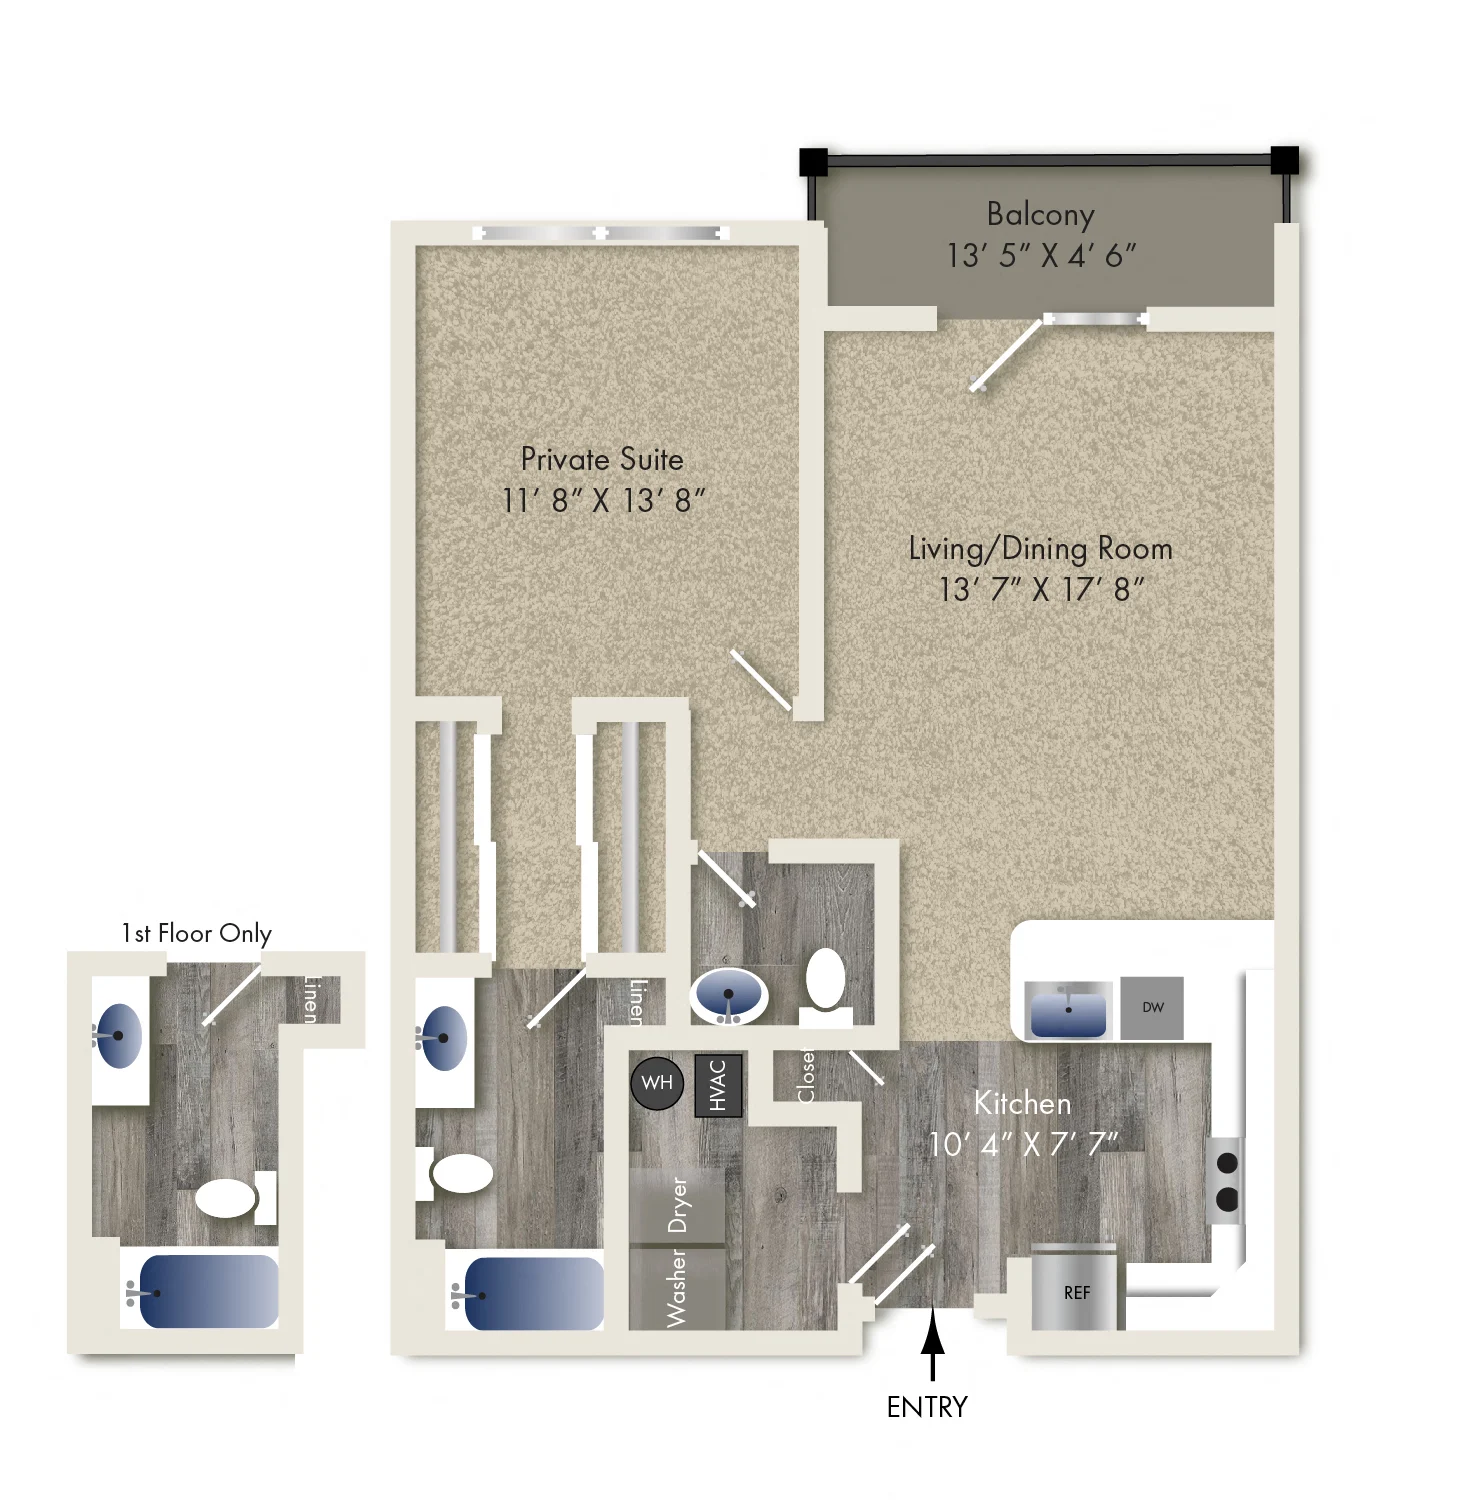 Balcony
13’ 5” X 4’ 6”
Private Suite
11’ 8” X 13’ 8”
Living/Dining Room
13’ 7” X 17’ 8”
1st Floor Only
Linen
Linen
DW
WH
HVAC
Closet
Kitchen
10’ 4” X 7’ 7”
Dryer
Washer
REF
ENTRY